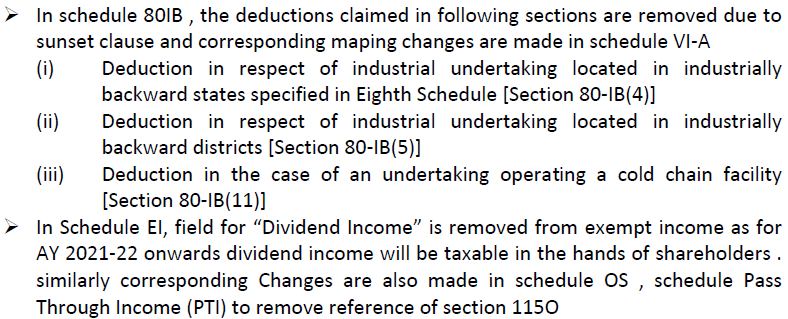 ➢ In schedule 80IB , the deductions claimed in following sections are removed due to
sunset clause and corresponding maping changes are made in schedule VI-A
(i) Deduction in respect of industrial undertaking located in industrially
backward states specified in Eighth Schedule [Section 80-IB(4)]
(ii) Deduction in respect of industrial undertaking located in industrially
backward districts [Section 80-IB(5)]
(iii) Deduction in the case of an undertaking operating a cold chain facility
[Section 80-IB(11)]
➢ In Schedule EI, field for “Dividend Income” is removed from exempt income as for
AY 2021-22 onwards dividend income will be taxable in the hands of shareholders .
similarly corresponding Changes are also made in schedule OS , schedule Pass
Through Income (PTI) to remove reference of section 115O